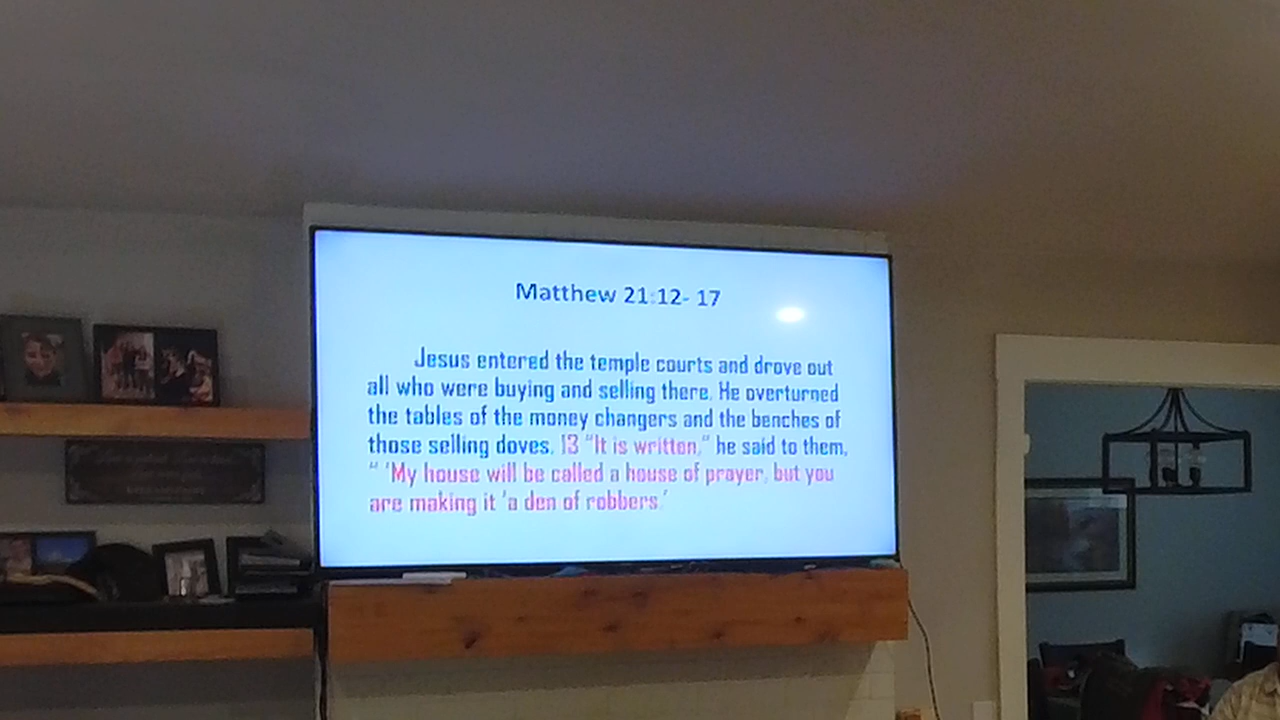 Matthew 21:12- 17
Jesus entered the temple courts and drove out
all who were buying and selling there. He overturned
the tables of the money changers and the benches of
those selling doves. 13 “It is written,” he said to them,
“ ‘My house will be called a house of prayer, but you
are making it ‘a den of robbers.’